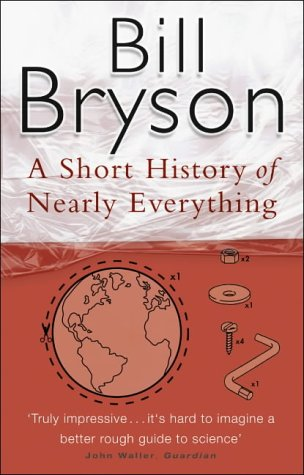 Bill
Bryson
A Short History of
Nearly Everything
x1
x2
x1
x4
x1
'Truly impressive...it's hard to imagine a
better rough guide to science'
John Waller, Guardian